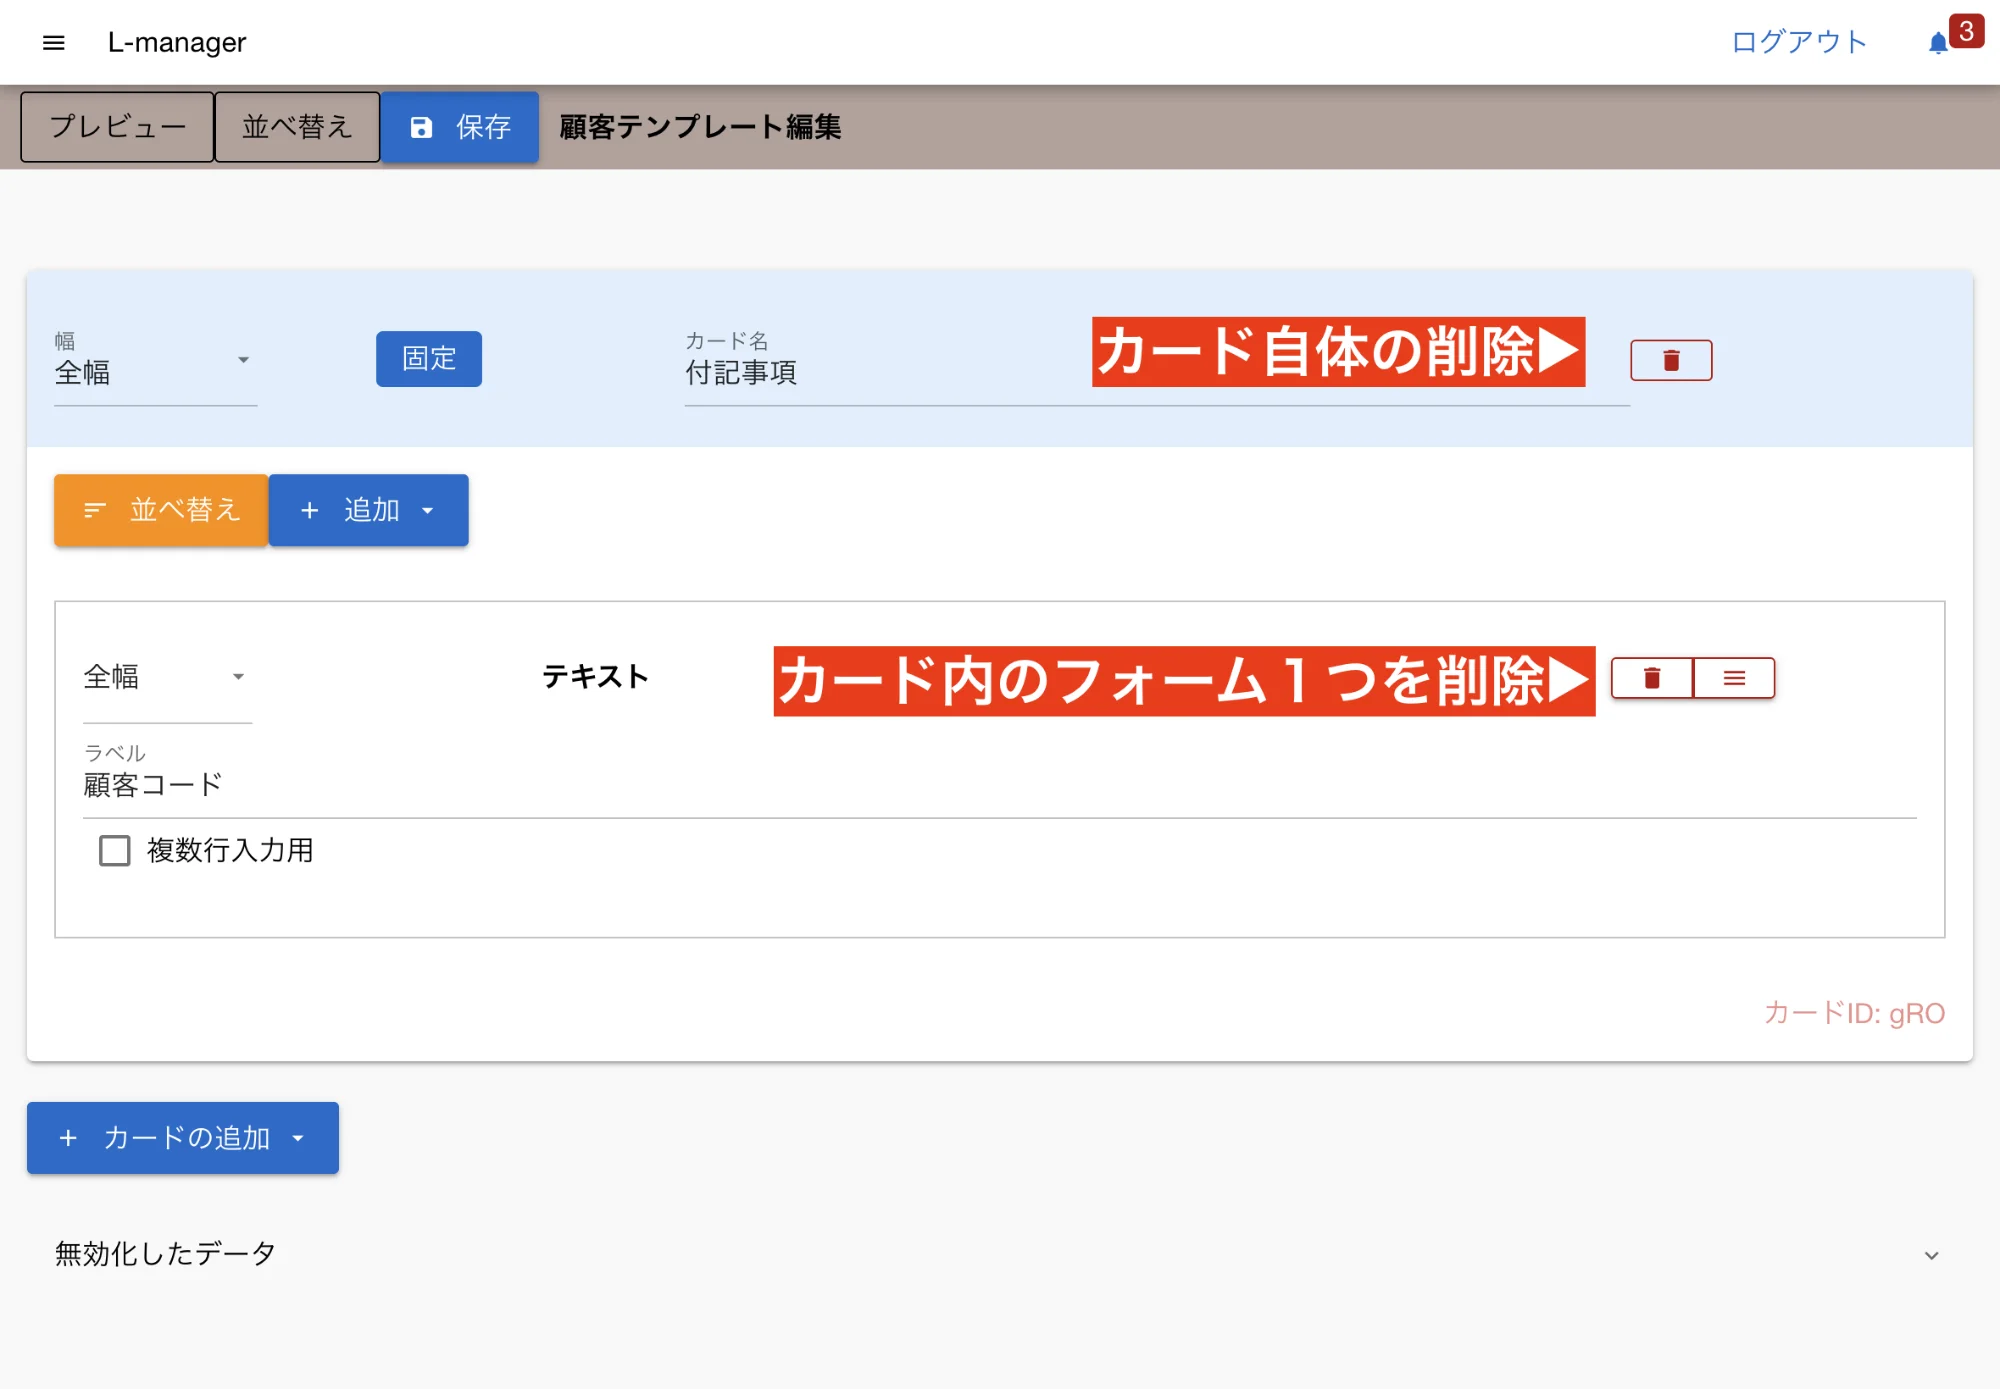 L-manager
ログアウト
3
プレビュー
並べ替え
保存
顧客テンプレート編集
幅
全幅
固定
カード名
付記事項
カード自体の削除▶
並べ替え
+ 追加
全幅
テキスト
カード内のフォーム１つを削除▶
ラベル
顧客コード
複数行入力用
カードID: gRO
+ カードの追加
無効化したデータ